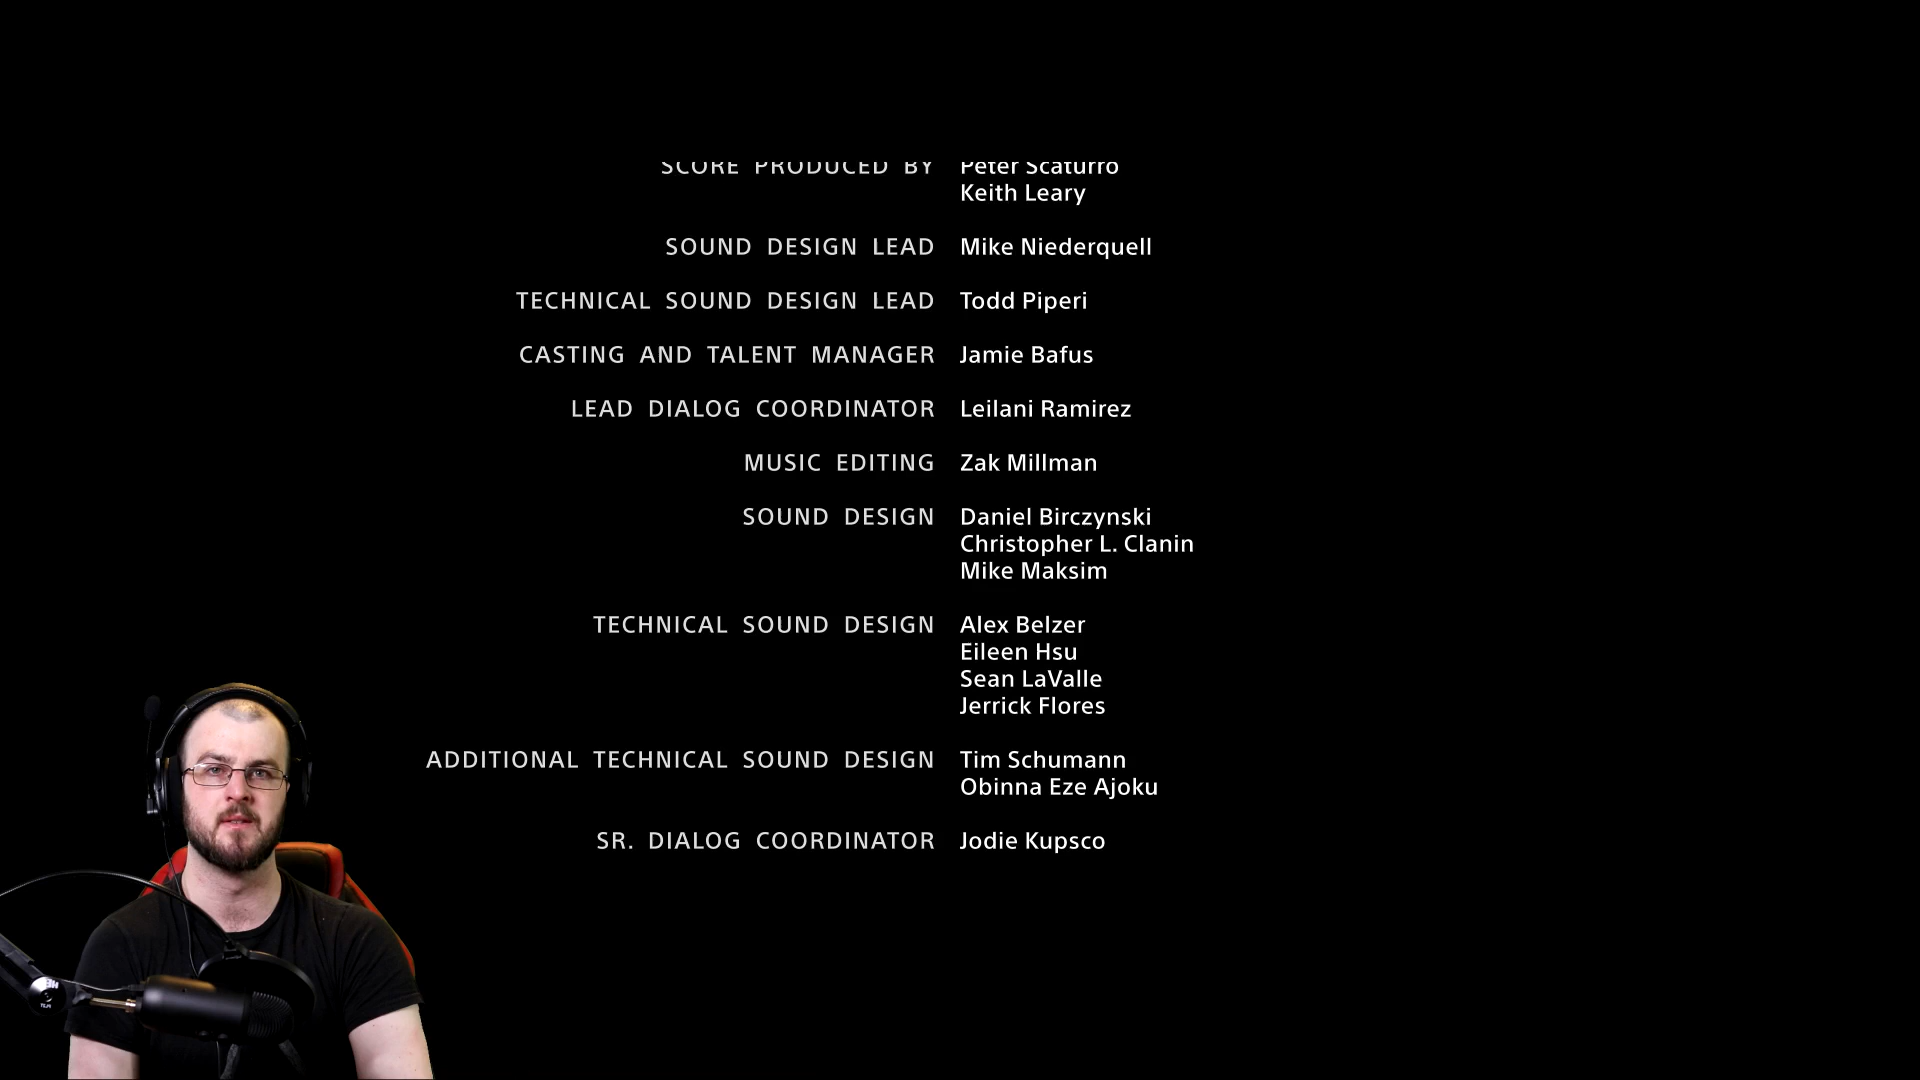 SCORE PRODUCED BY Peter Scaturro
Keith Leary
SOUND DESIGN LEAD Mike Niederquell
TECHNICAL SOUND DESIGN LEAD Todd Piperi
CASTING AND TALENT MANAGER Jamie Bafus
LEAD DIALOG COORDINATOR Leilani Ramirez
MUSIC EDITING Zak Millman
SOUND DESIGN Daniel Birczynski
Christopher L. Clanin
Mike Maksim
TECHNICAL SOUND DESIGN Alex Belzer
Eileen Hsu
Sean LaValle
Jerrick Flores
ADDITIONAL TECHNICAL SOUND DESIGN Tim Schumann
Obinna Eze Ajoku
SR. DIALOG COORDINATOR Jodie Kupsco